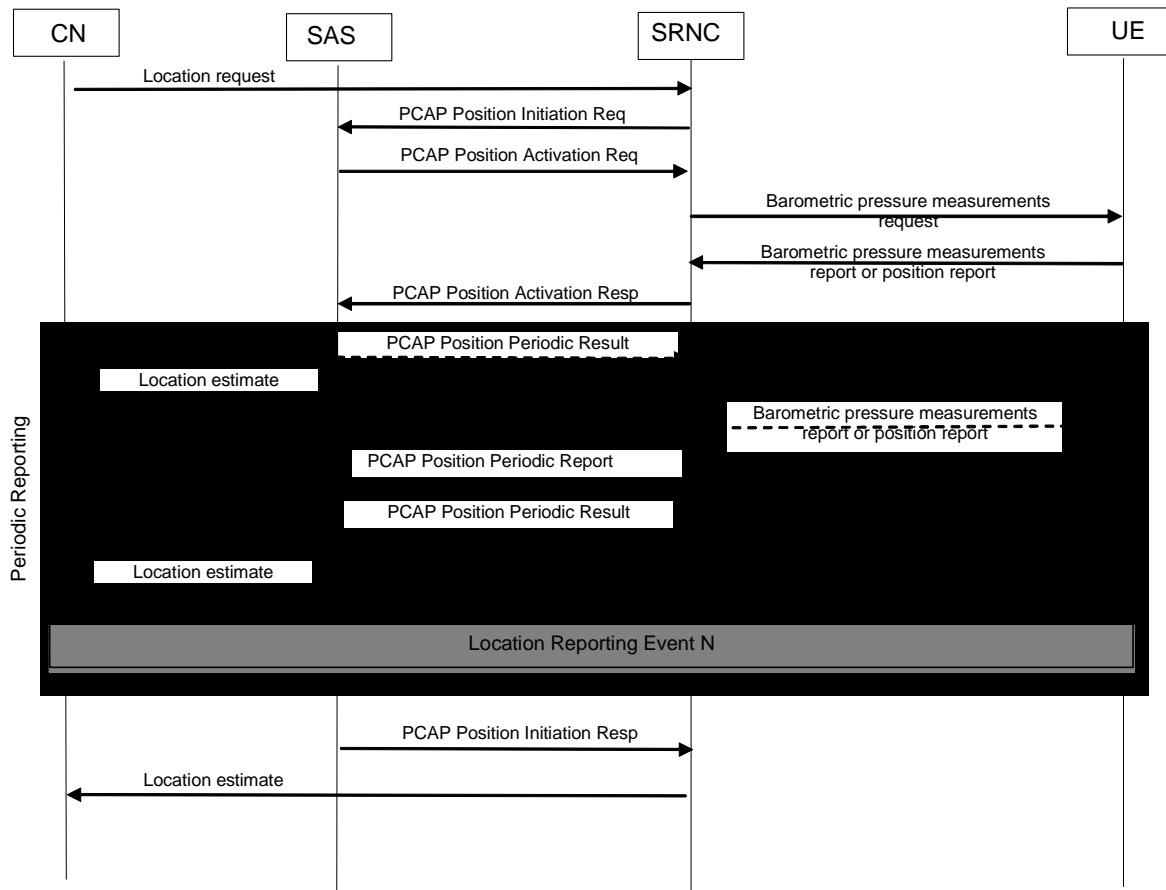 CN
SAS
SRNC
UE
Location request
PCAP Position Initiation Req
PCAP Position Activation Req
Barometric pressure measurements
request
Barometric pressure measurements
report or position report
PCAP Position Activation Resp
Periodic Reporting
PCAP Position Periodic Result
Location estimate
Barometric pressure measurements
report or position report
PCAP Position Periodic Report
PCAP Position Periodic Result
Location estimate
Location Reporting Event N
PCAP Position Initiation Resp
Location estimate